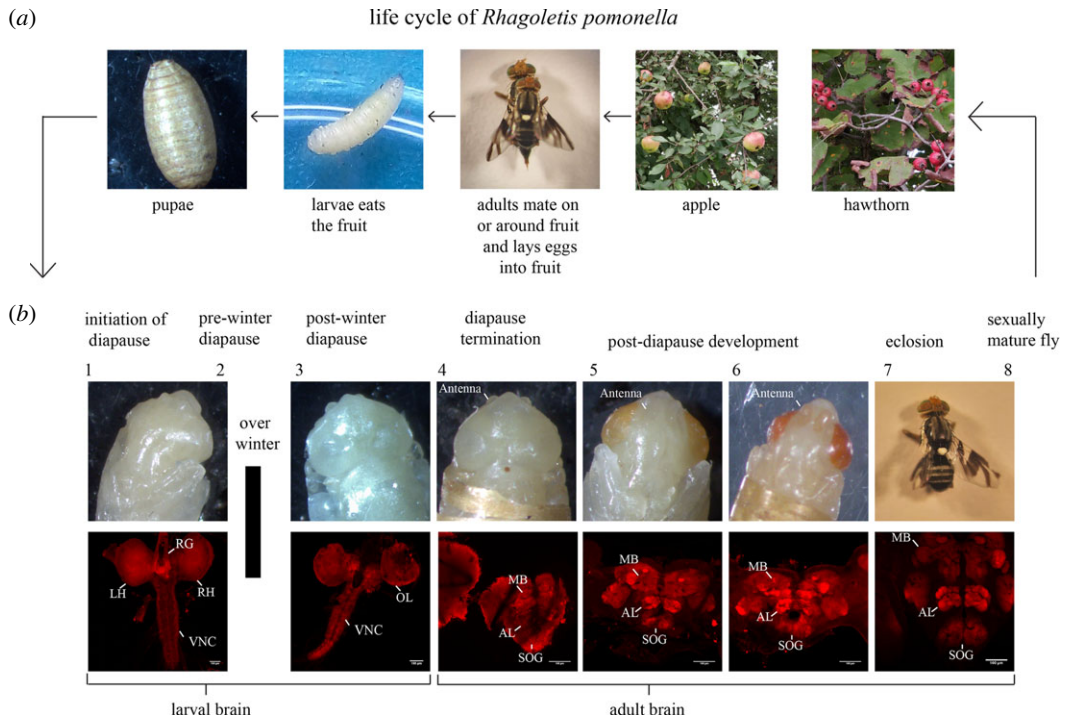 (a)
life cycle of Rhagoletis pomonella
pupae
larvae eats
the fruit
adults mate on
or around fruit
and lays eggs
into fruit
apple
hawthorn
(b)
initiation of
diapause
pre-winter
diapause
post-winter
diapause
diapause
termination
post-diapause development
eclosion
sexually
mature fly
1
2
3
4
5
6
7
8
over
winter
Antenna
Antenna
Antenna
RG
LH
RH
VNC
OL
VNC
MB
AL
SOG
MB
AL
SOG
MB
AL
SOG
MB
AL
SOG
larval brain
adult brain